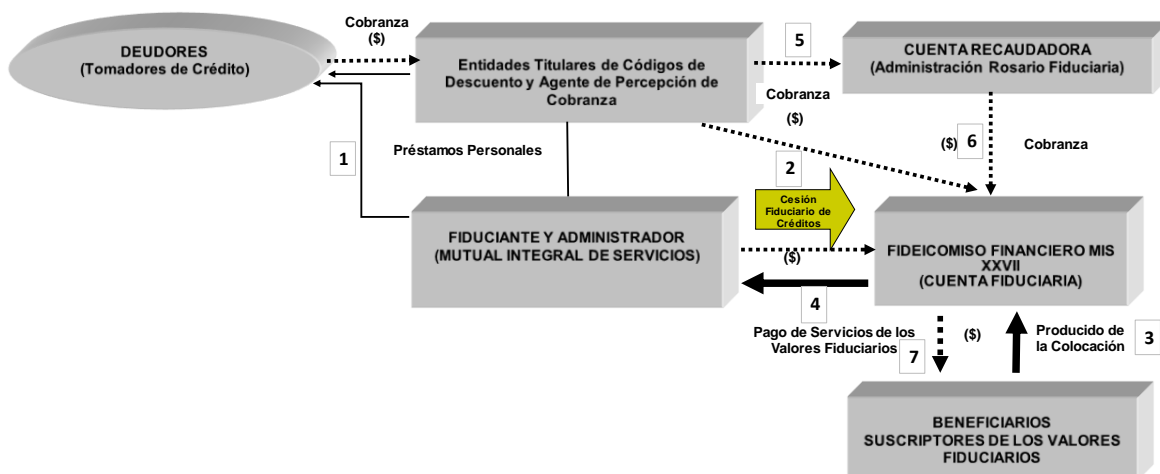 DEUDORES
(Tomadores de Crédito)
Cobranza
($)
Entidades Titulares de Códigos de
Descuento y Agente de Percepción de
Cobranza
5
CUENTA RECAUDADORA
(Administración Rosario Fiduciaria)
Cobranza
($)
($)
6
Cobranza
1
Préstamos Personales
2
Cesión
Fiduciario de
Créditos
FIDUCIANTE Y ADMINISTRADOR
(MUTUAL INTEGRAL DE SERVICIOS)
($)
FIDEICOMISO FINANCIERO MIS
XXVII
(CUENTA FIDUCIARIA)
4
Pago de Servicios de los
Valores Fiduciarios
7
($)
Producido de
la Colocación
3
BENEFICIARIOS
SUSCRIPTORES DE LOS VALORES
FIDUCIARIOS